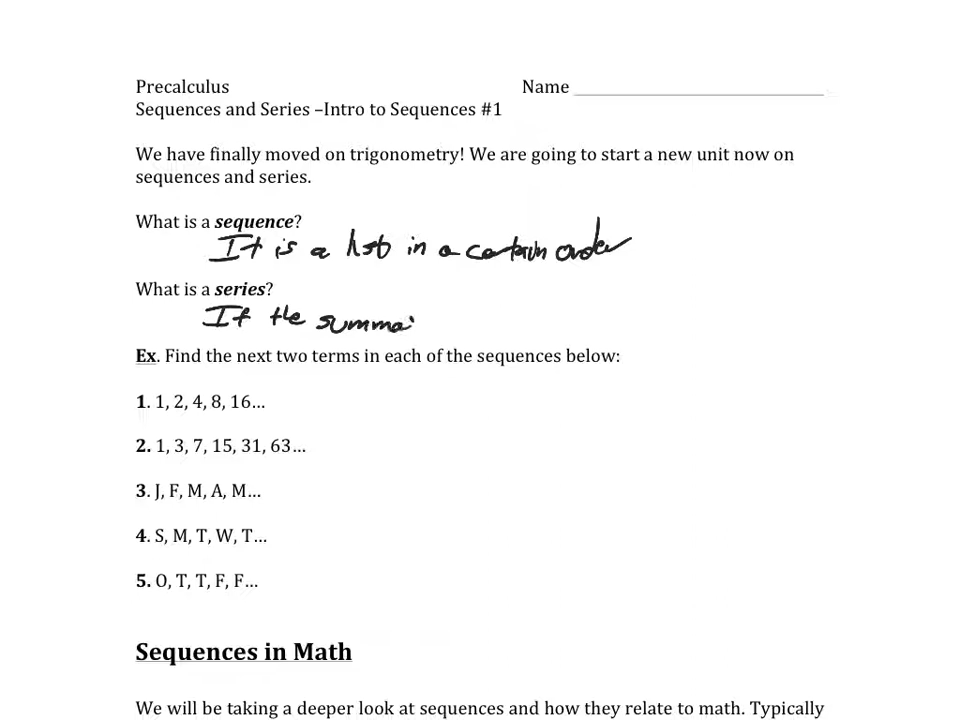 Precalculus Name
Sequences and Series –Intro to Sequences #1
We have finally moved on trigonometry! We are going to start a new unit now on
sequences and series.
What is a sequence?
It is a list in a certain order
What is a series?
It the summai
Ex. Find the next two terms in each of the sequences below:
1. 1, 2, 4, 8, 16…
2. 1, 3, 7, 15, 31, 63…
3. J, F, M, A, M…
4. S, M, T, W, T…
5. O, T, T, F, F…
Sequences in Math
We will be taking a deeper look at sequences and how they relate to math. Typically